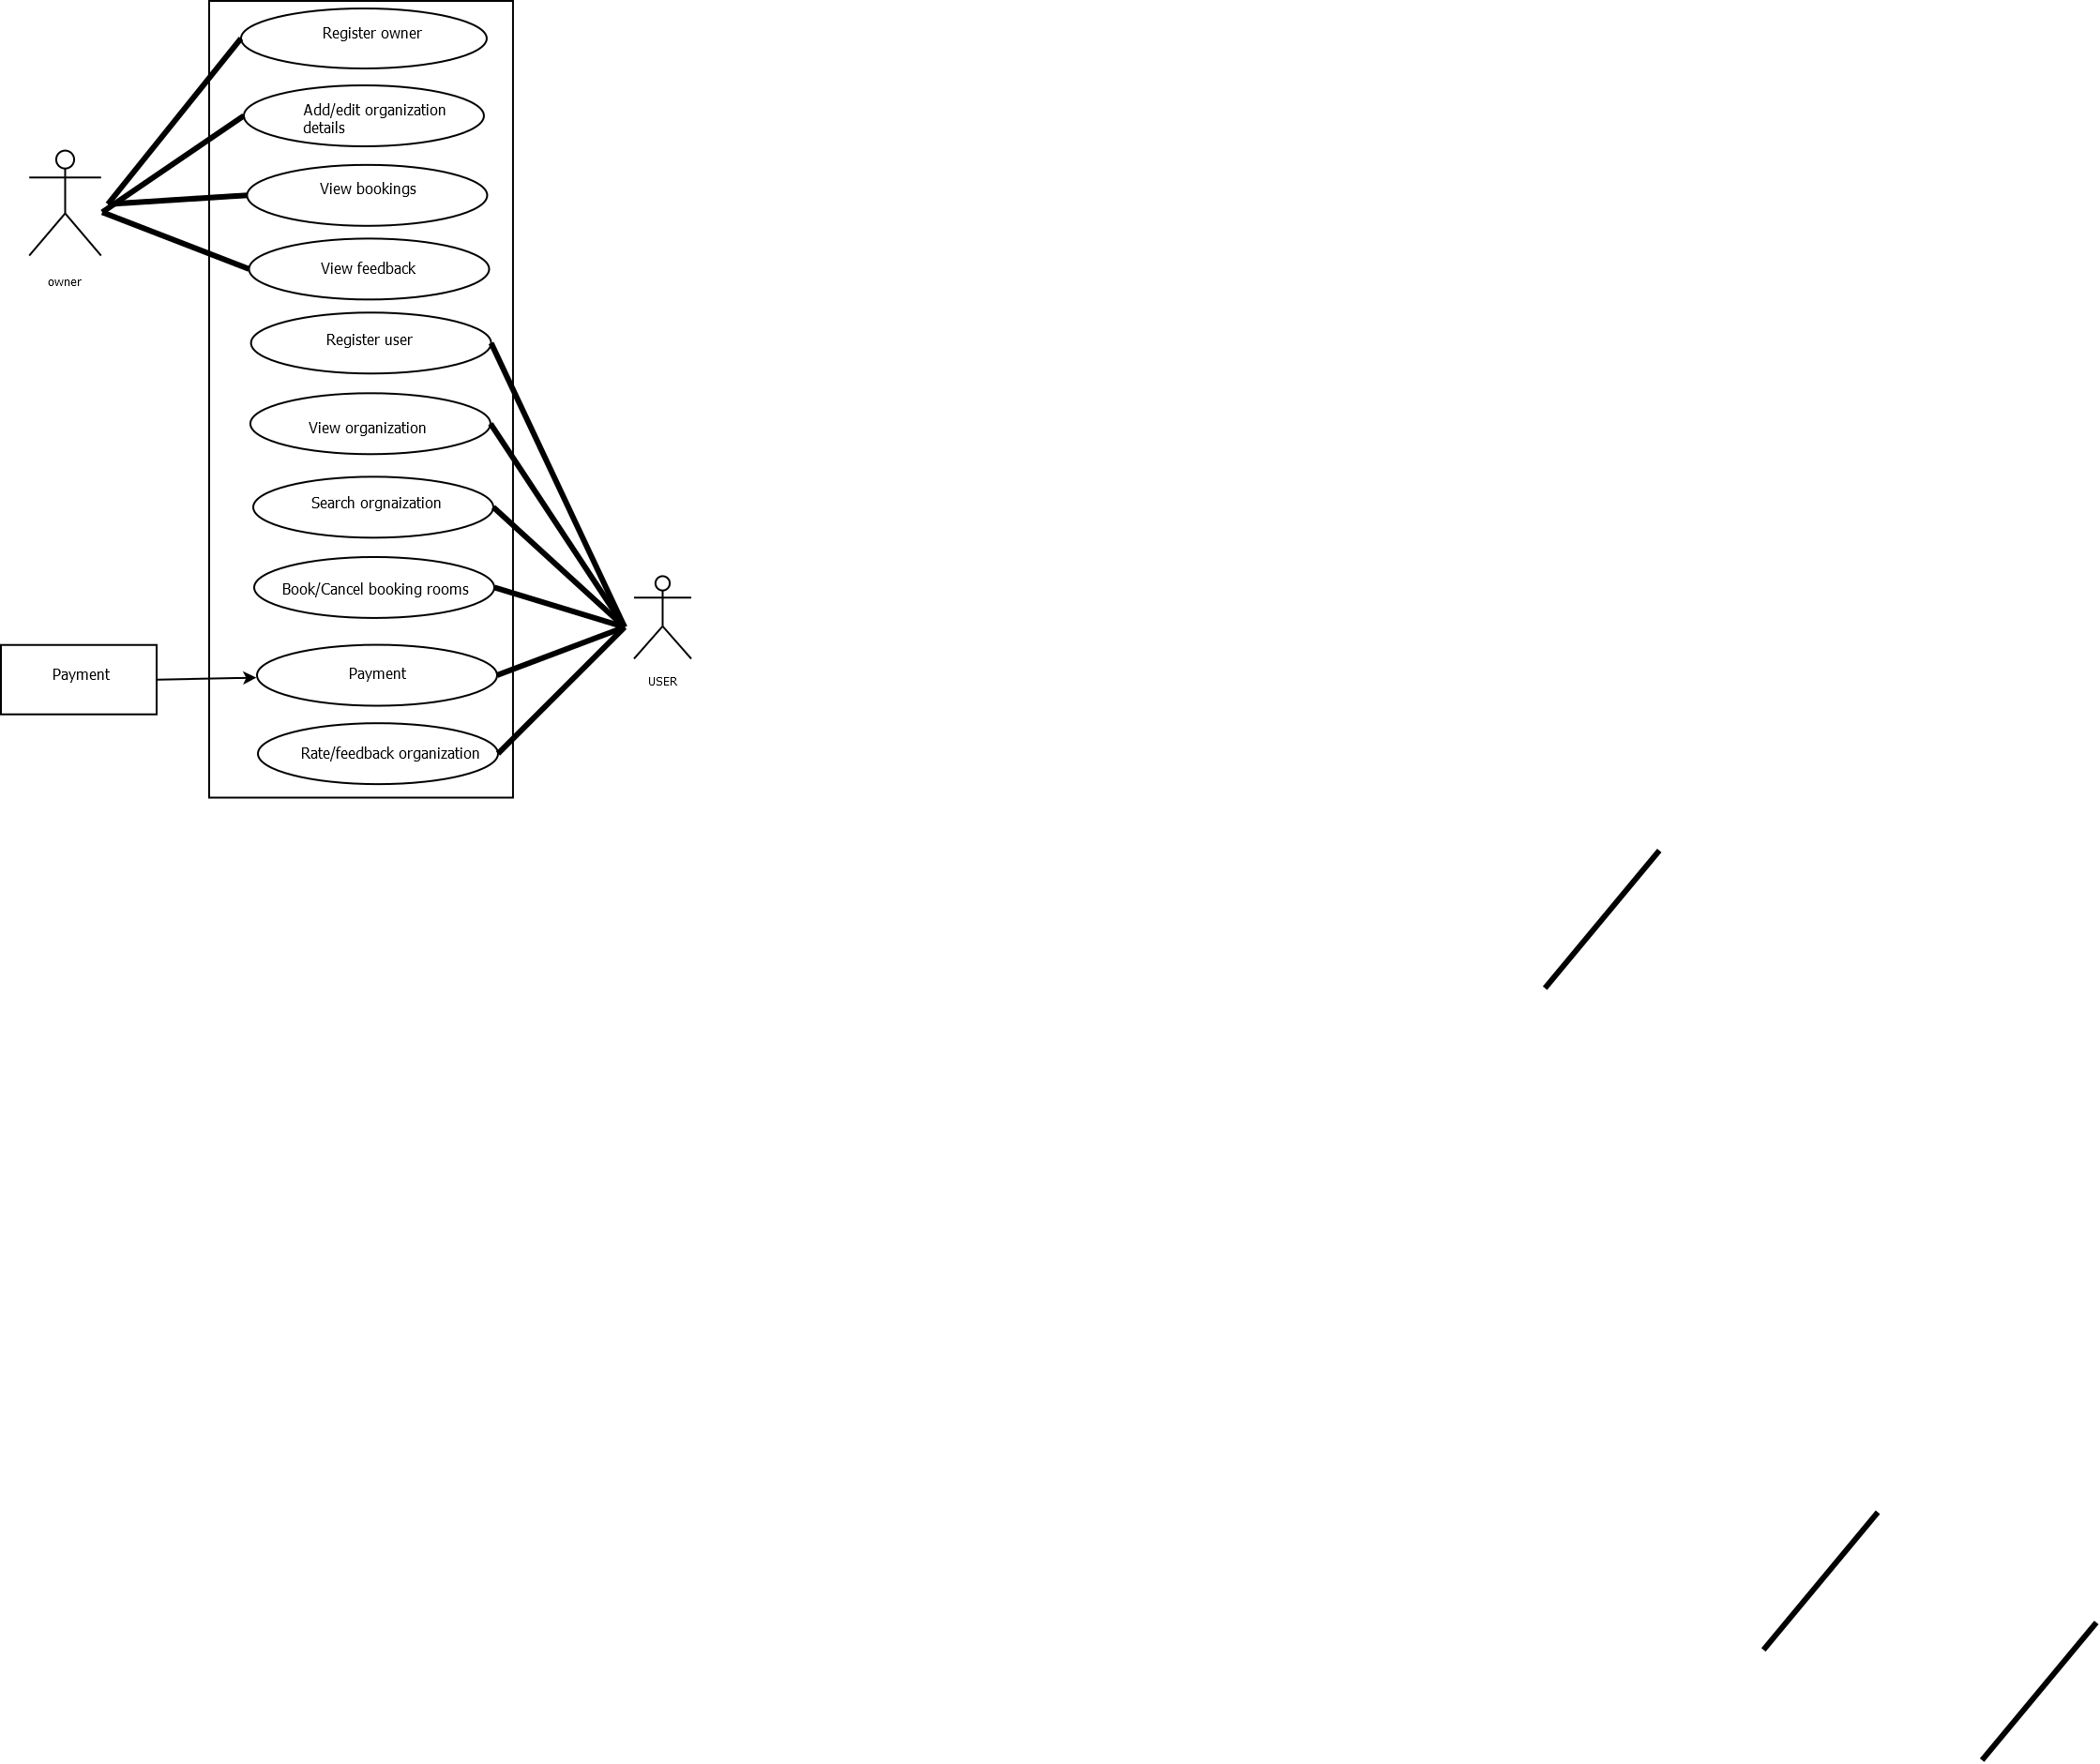 Register owner
Add/edit organization
details
View bookings
View feedback
owner
Register user
View organization
Search orgnaization
Book/Cancel booking rooms
Payment
Payment
USER
Rate/feedback organization